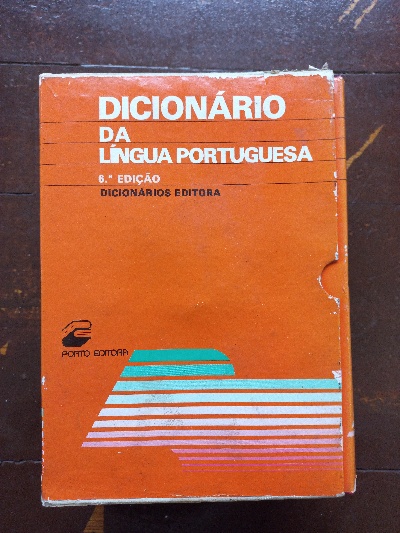 DICIONÁRIO
DA
LÍNGUA PORTUGUESA
6.ª EDIÇÃO
DICIONÁRIOS EDITORA
PORTO EDITORA